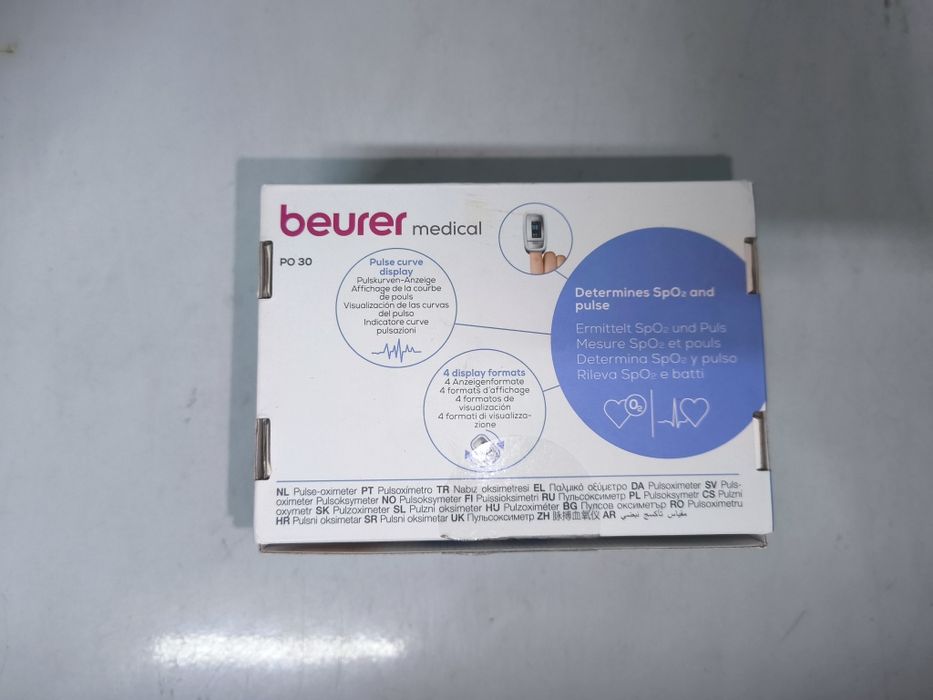 beurer medical
PO 30
Pulse curve
display
Pulskurven-Anzeige
Affichage de la courbe
de pouls
Visualización de las curvas
del pulso
Indicatore curve
pulsazioni
Determines SpO₂ and
pulse
Ermittelt SpO₂ und Puls
Mesure SpO₂ et pouls
Determina SpO₂ y pulso
Rileva SpO₂ e batti
O₂
4 display formats
4 Anzeigenformate
4 formats d'affichage
4 formatos de
visualización
4 formati di visualizza-
zione
NL Pulse-oximeter PT Pulsoxímetro TR Nabız oksimetresi EL Παλμικό οξύμετρο DA Pulsoximeter SV Puls-
oximeter Pulsoksymeter NO Pulsoksymeter FI Pulssioksimetri RU Пульсоксиметр PL Pulsoksymetr CS Pulzní
oxymetr SK Pulzoximeter SL Pulzni oksimeter HU Pulzoximéter BG Пулсов оксиметър RO Pulsoximetru
HR Pulsni oksimetar SR Pulsni oksimetar UK Пульсоксиметр ZH 脉搏血氧仪 AR مقياس تأكسج نبضي